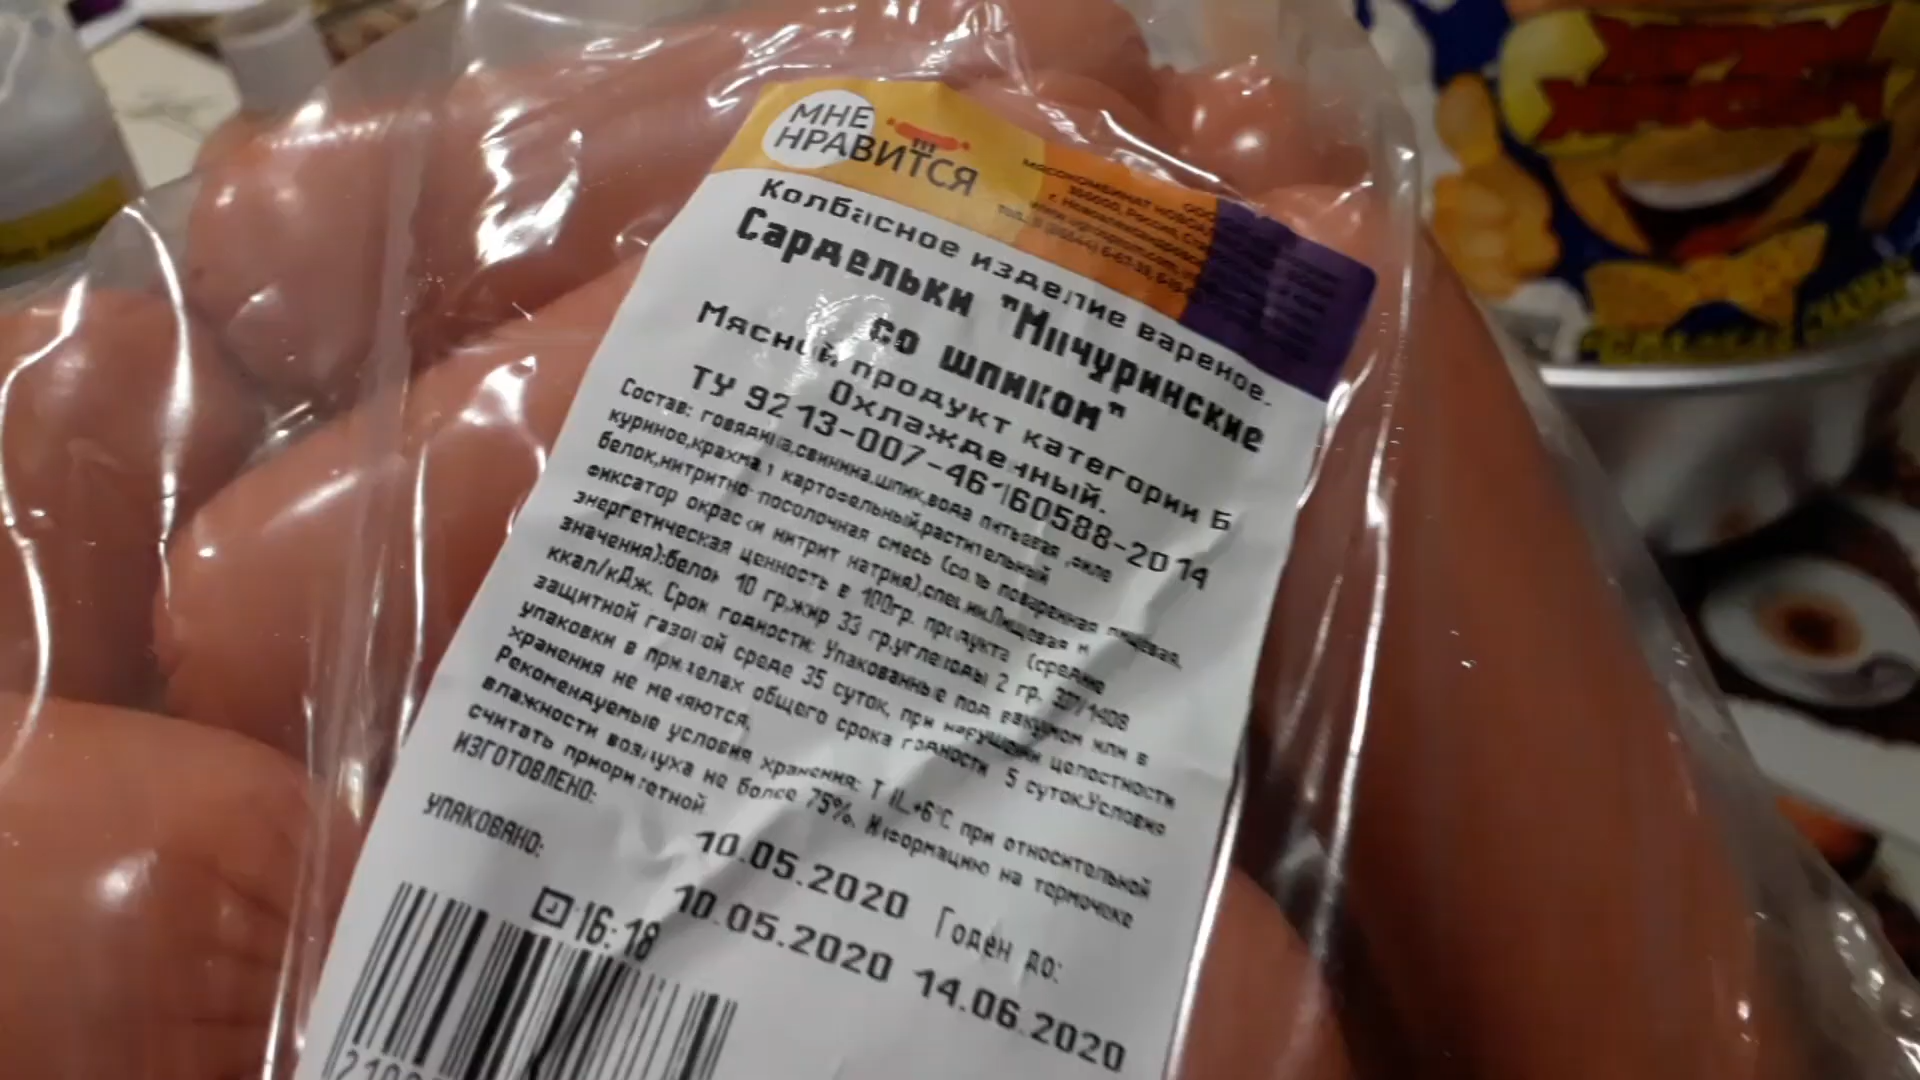 МНЕ
НРАВИТСЯ
МЯСОКОМБИНАТ
Колбасное изделие вареное.
Сардельки "Мичуринские
со шпиком"
Мясной продукт категории Б
Охлажденный.
ТУ 9213-007-46160588-2014
Состав: говядина,свинина,шпик,вода питьевая,филе
куриное,крахмал картофельный,растительный
белок,нитритно-посолочная смесь (соль поваренная пищевая,
фиксатор окраски нитрит натрия),специи.Пищевая и
энергетическая ценность в 100гр. продукта (средние
значения):белок 10 гр,жир 33 гр,углеводы 2 гр.
ккал/кДж. Срок годности: Упакованные под вакуумом или в
защитной газовой среде 35 суток, при нарушении целостности
упаковки в пределах общего срока годности 5 суток.Условия
хранения не меняются.
Рекомендуемые условия хранения: +6°С при относительной
влажности воздуха не более 75%. Информацию на термочеке
считать приоритетной
ИЗГОТОВЛЕНО: 10.05.2020 Годен до:
УПАКОВАНО: 10.05.2020 14.06.2020
16:18